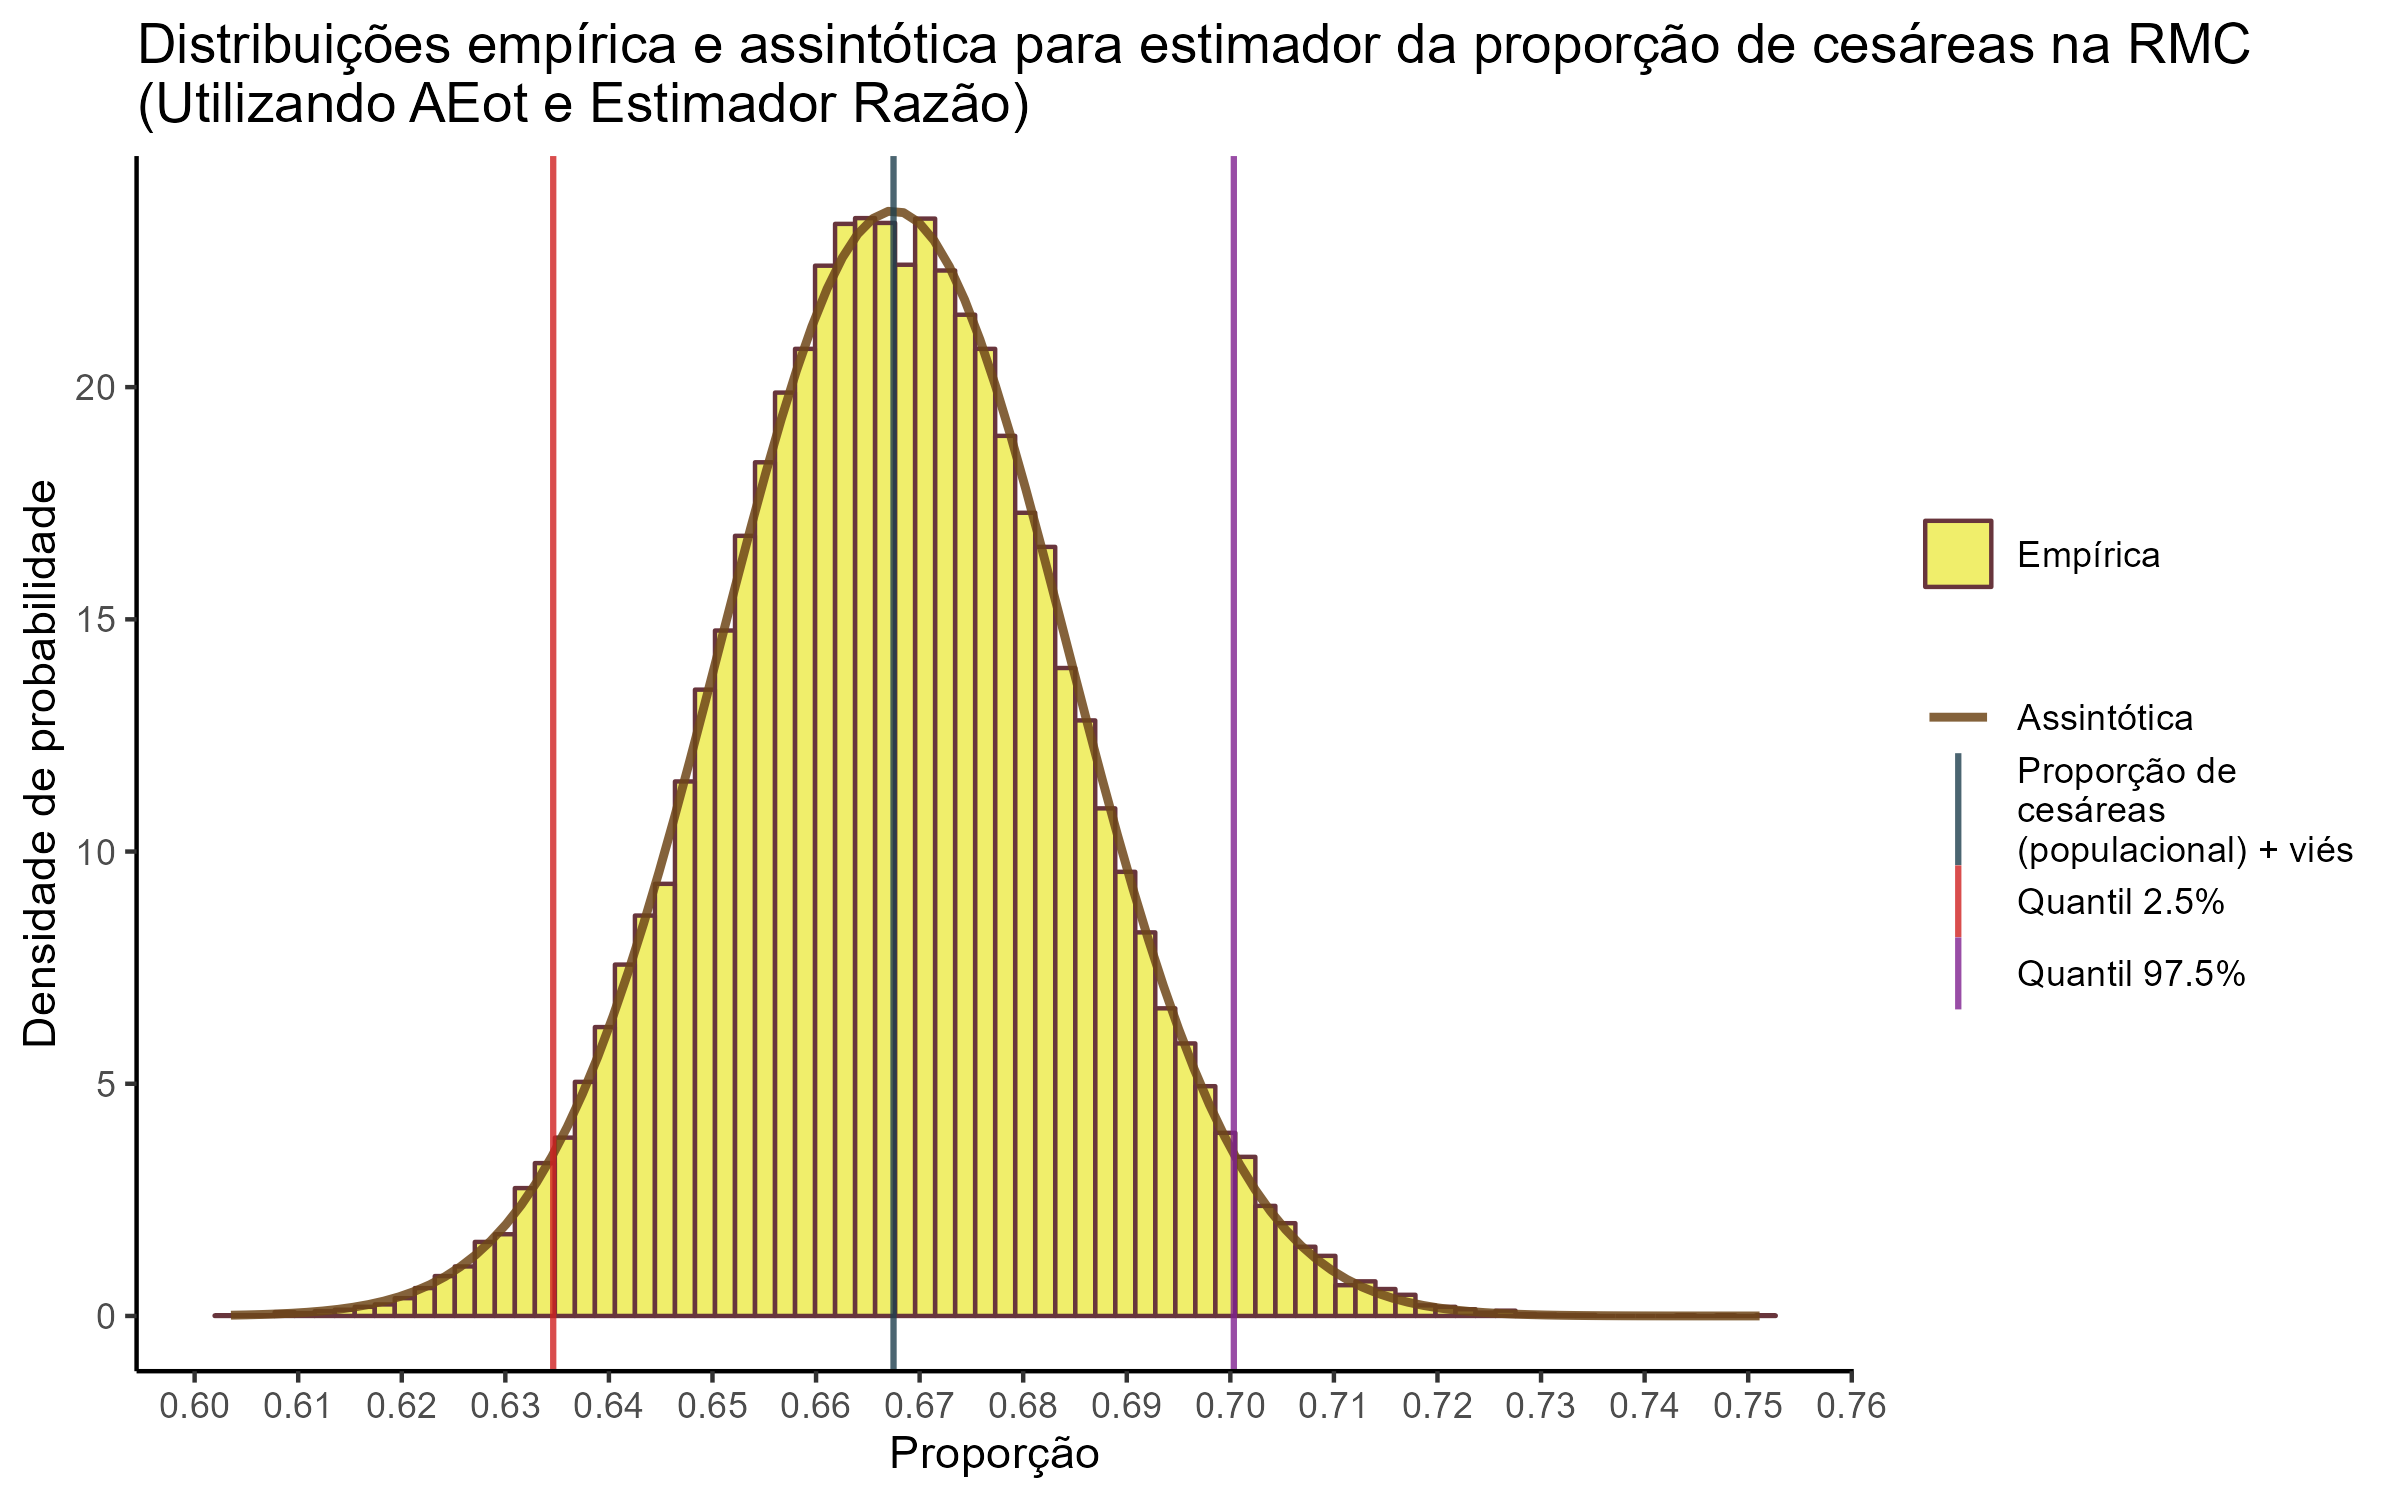 Distribuições empírica e assintótica para estimador da proporção de cesáreas na RMC
(Utilizando AEot e Estimador Razão)
Densidade de probabilidade
20
15
10
5
0
0.60 0.61 0.62 0.63 0.64 0.65 0.66 0.67 0.68 0.69 0.70 0.71 0.72 0.73 0.74 0.75 0.76
Proporção
Empírica
Assintótica
Proporção de
cesáreas
(populacional) + viés
Quantil 2.5%
Quantil 97.5%